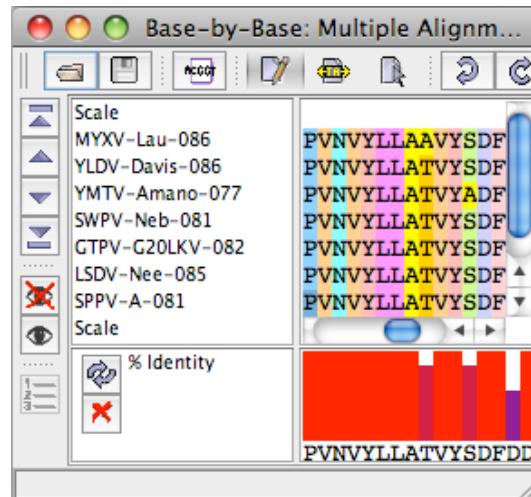 Base-by-Base: Multiple Alignm...
Scale
MYXV-Lau-086 PVNVYLLAAVYSDF
YLDV-Davis-086 PVNVYLLATVYSDF
YMTV-Amano-077 PVNVYLLATVYADF
SWPV-Neb-081 PVNVYLLATVYSDF
GTPV-G20LKV-082 PVNVYLLATVYSDF
LSDV-Nee-085 PVNVYLLATVYSDF
SPPV-A-081 PVNVYLLATVYSDF
Scale
% Identity
PVNVYLLATVYSDFDD